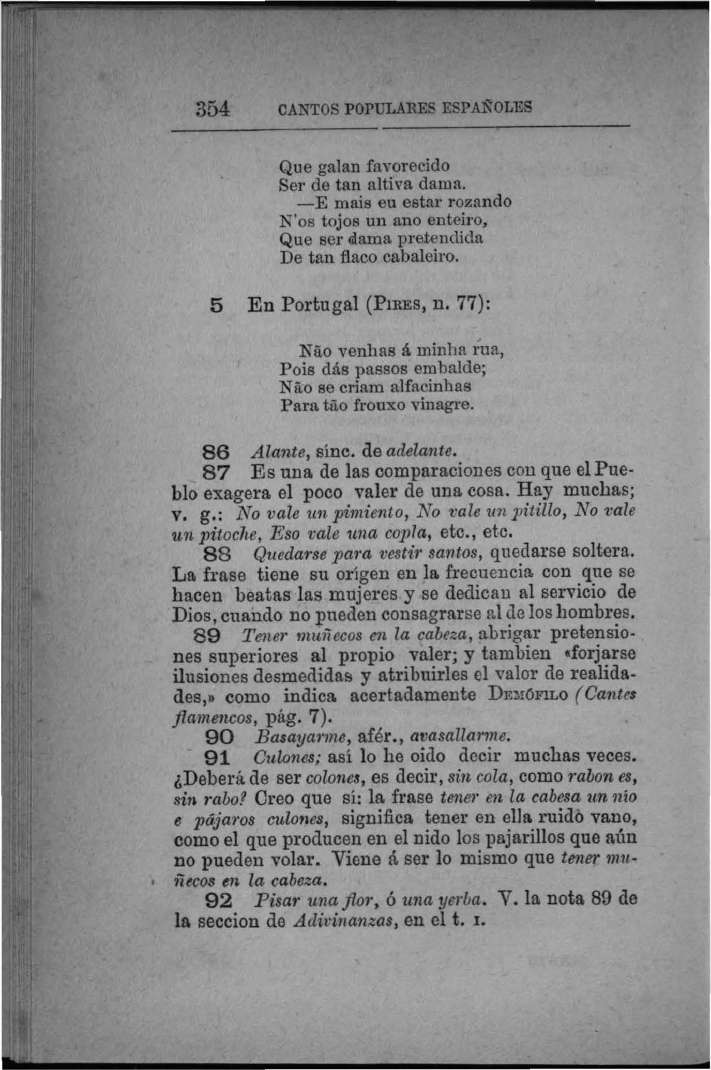 354 CANTOS POPULARES ESPAÑOLES
Que galan favorecido
Ser de tan altiva dama.
—E mais eu estar rozando
N'os tojos un ano enteiro,
Que ser dama pretendida
De tan flaco cabaleiro.
5 En Portugal (PIRES, n. 77):
Não venhas á minha rua,
Pois dás passos embalde;
Não se criam alfacinhas
Para tão frouxo vinagre.
86 Alante, sínc. de adelante.
87 Es una de las comparaciones con que el Pue-
blo exagera el poco valer de una cosa. Hay muchas;
v. g.: No vale un pimiento, No vale un pitillo, No vale
un pitoche, Eso vale una copla, etc., etc.
88 Quedarse para vestir santos, quedarse soltera.
La frase tiene su orígen en la frecuencia con que se
hacen beatas las mujeres y se dedican al servicio de
Dios, cuando no pueden consagrarse al de los hombres.
89 Tener muñecos en la cabeza, abrigar pretensio-
nes superiores al propio valer; y tambien «forjarse
ilusiones desmedidas y atribuirles el valor de realida-
des,» como indica acertadamente DEMÓFILO (Cantes
flamencos, pág. 7).
90 Basayarme, afér., avasallarme.
91 Culones; así lo he oido decir muchas veces.
¿Deberá de ser colones, es decir, sin cola, como rabon es,
sin rabo? Creo que sí: la frase tener en la cabesa un nío
e pájaros culones, significa tener en ella ruido vano,
como el que producen en el nido los pajarillos que aún
no pueden volar. Viene á ser lo mismo que tener mu-
ñecos en la cabeza.
92 Pisar una flor, ó una yerba. V. la nota 89 de
la seccion de Adivinanzas, en el t. I.